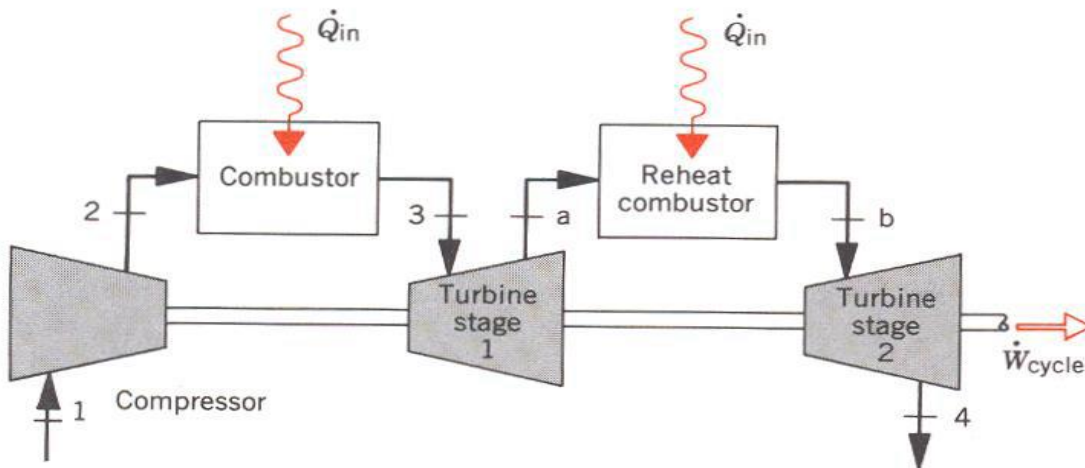 Q̇in
Q̇in
Combustor
Reheat
combustor
2
3
a
b
Turbine
stage
1
Turbine
stage
2
Ẇcycle
1
Compressor
4